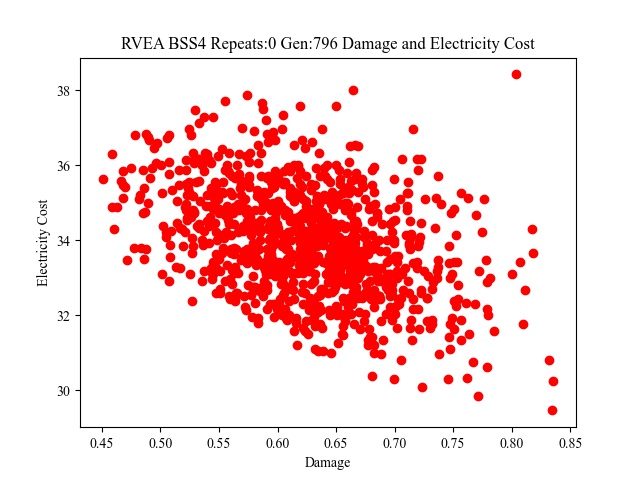 RVEA BSS4 Repeats:0 Gen:796 Damage and Electricity Cost
38
36
34
32
30
Electricity Cost
0.45 0.50 0.55 0.60 0.65 0.70 0.75 0.80 0.85
Damage